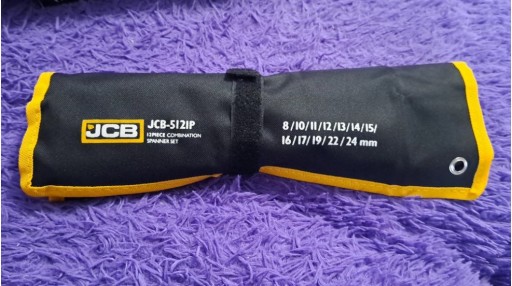 JCB
JCB-5121P
12 PIECE COMBINATION
SPANNER SET
8/10/11/12/13/14/15/
16/17/19/22/24 mm